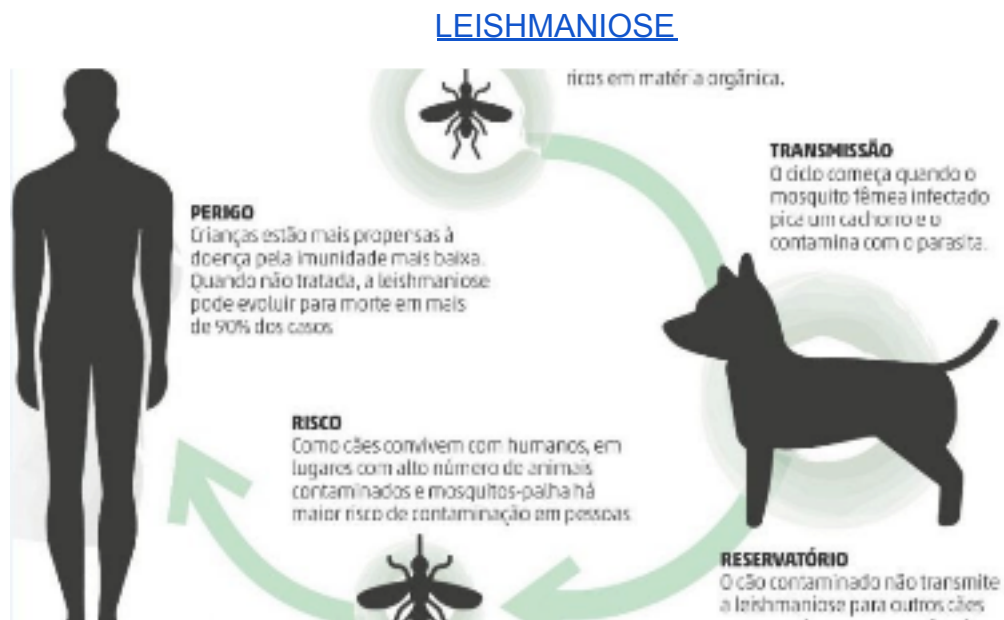 LEISHMANIOSE
ricos em matéria orgânica.
TRANSMISSÃO
O ciclo começa quando o
mosquito fêmea infectado
pica um cachorro e o
contamina com o parasita.
PERIGO
Crianças estão mais propensas à
doença pela imunidade mais baixa.
Quando não tratada, a leishmaniose
pode evoluir para morte em mais
de 90% dos casos
RISCO
Como cães convivem com humanos, em
lugares com alto número de animais
contaminados e mosquitos-palha há
maior risco de contaminação em pessoas
RESERVATÓRIO
O cão contaminado não transmite
a leishmaniose para outros cães